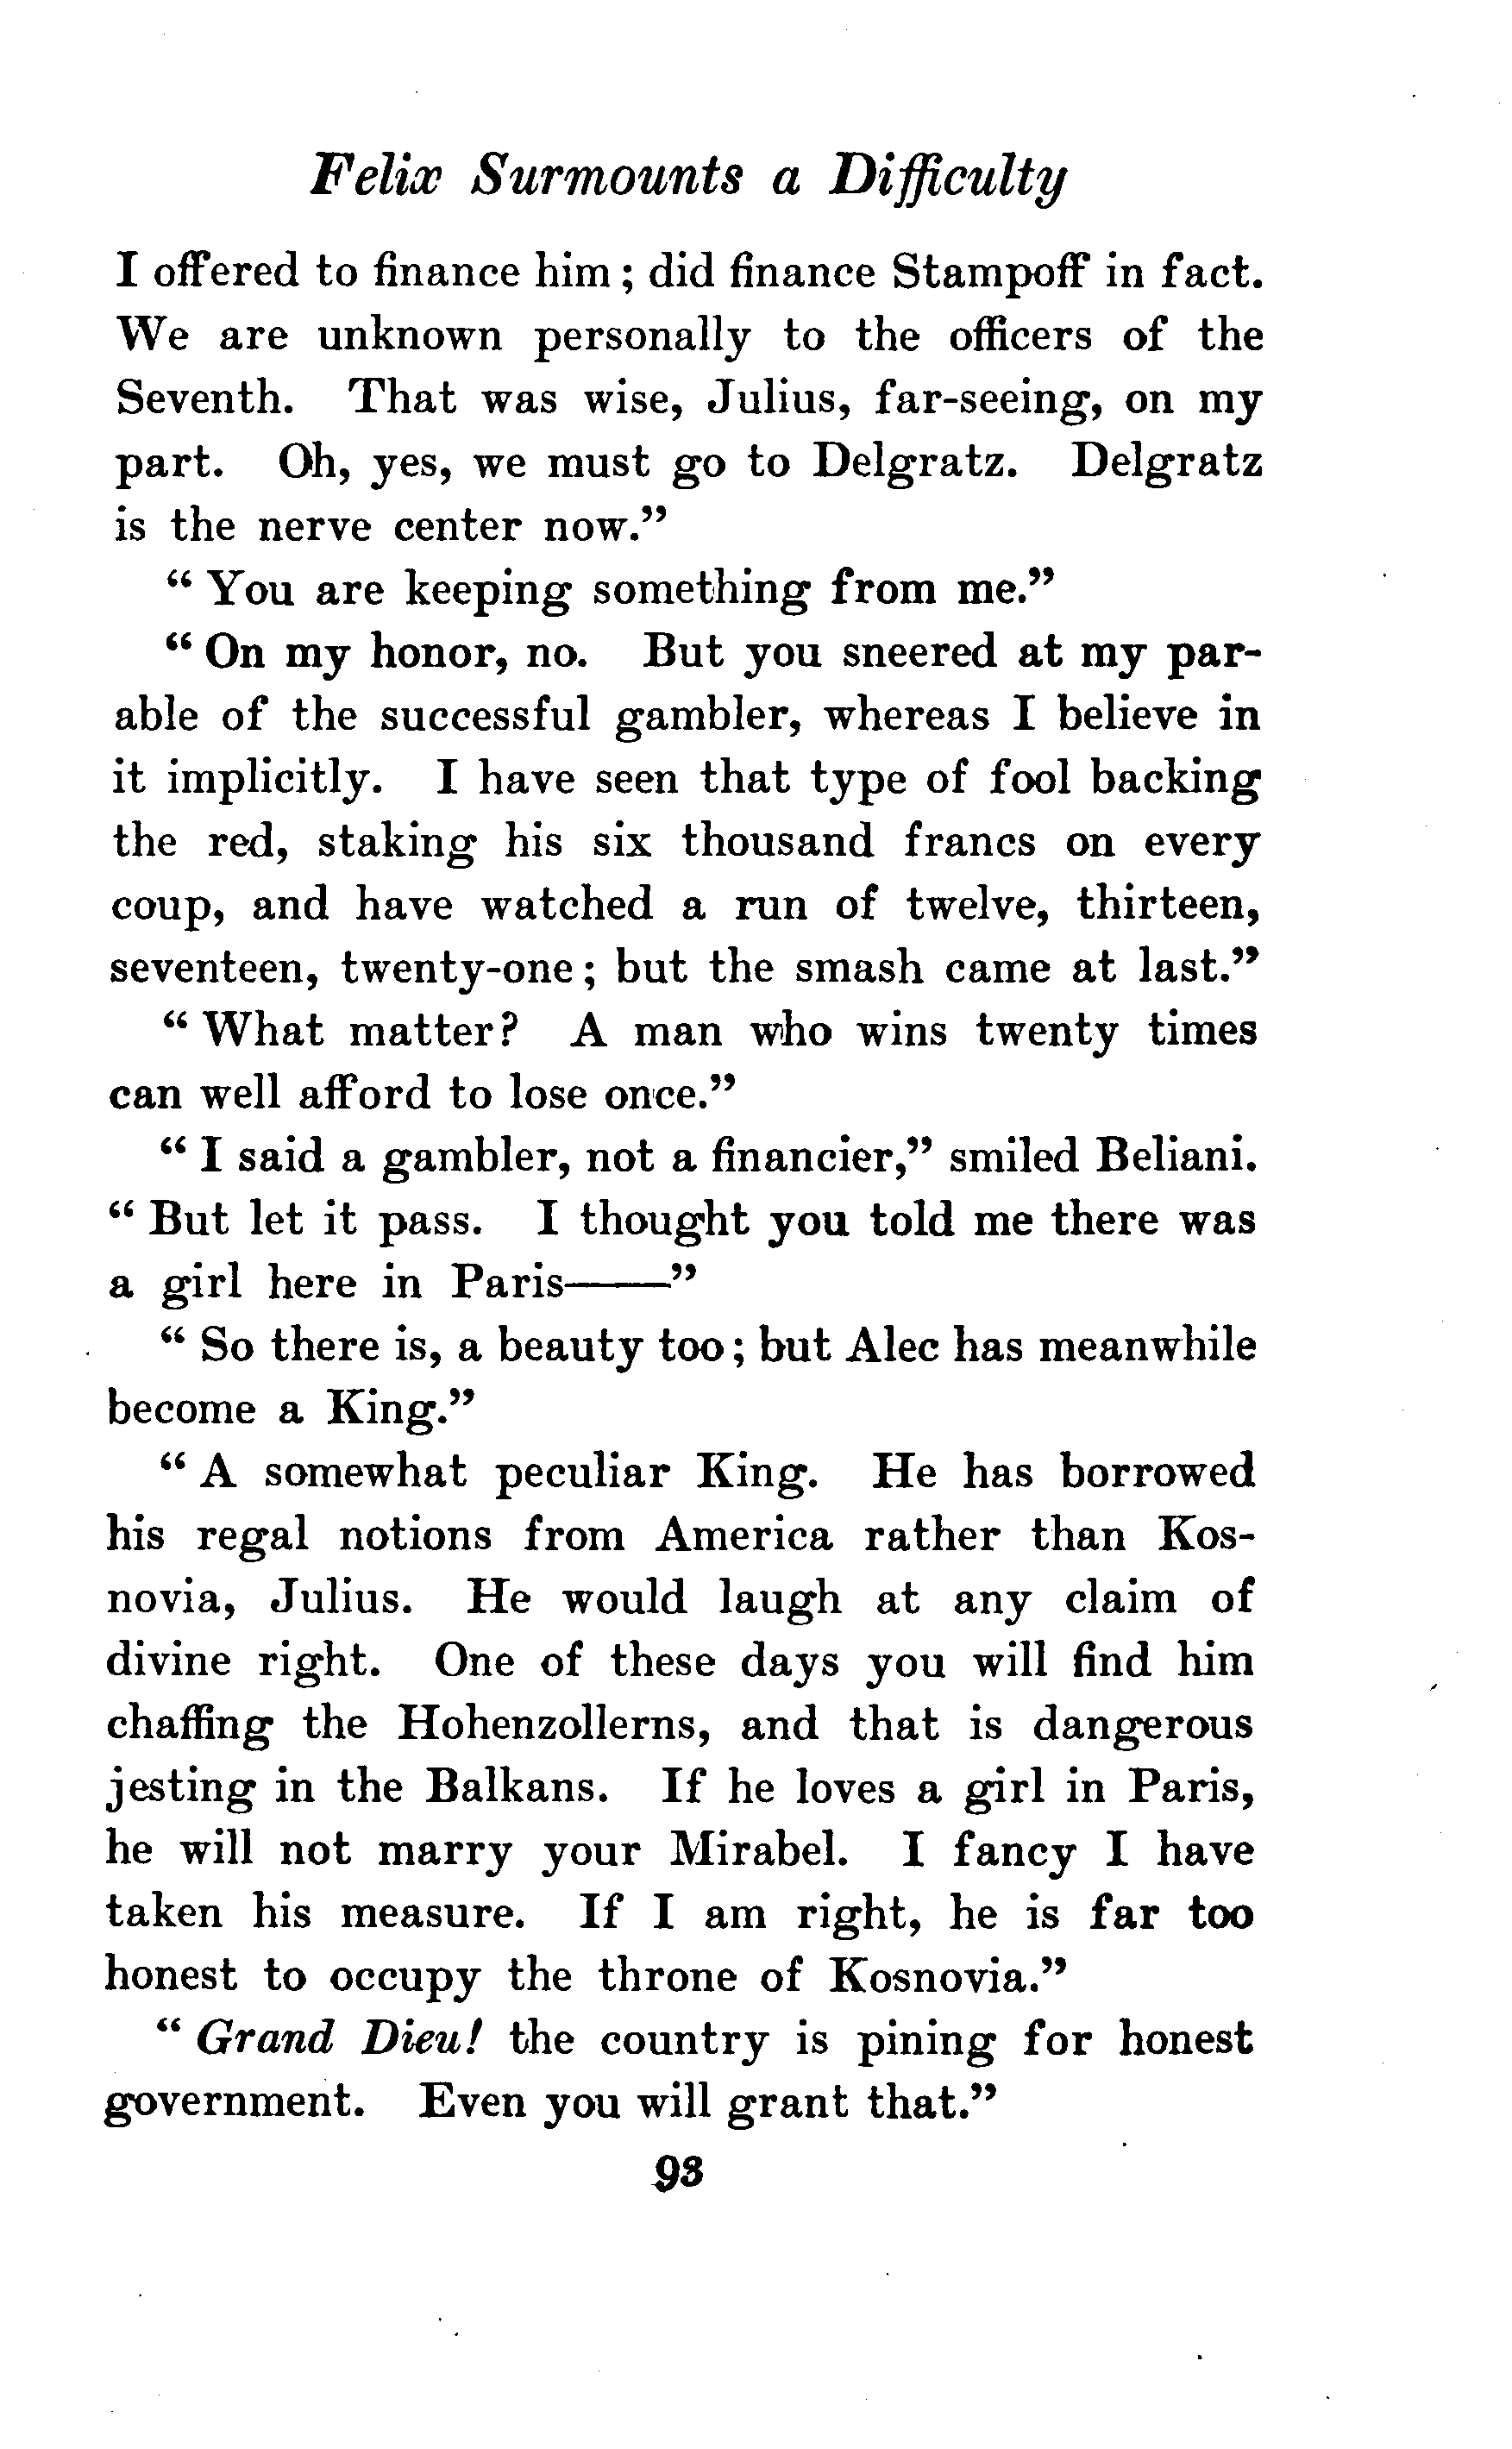 Felix Surmounts a Difficulty
I offered to finance him; did finance Stampoff in fact.
We are unknown personally to the officers of the
Seventh. That was wise, Julius, far-seeing, on my
part. Oh, yes, we must go to Delgratz. Delgratz
is the nerve center now."
"You are keeping something from me."
"On my honor, no. But you sneered at my par-
able of the successful gambler, whereas I believe in
it implicitly. I have seen that type of fool backing
the red, staking his six thousand francs on every
coup, and have watched a run of twelve, thirteen,
seventeen, twenty-one; but the smash came at last."
"What matter? A man who wins twenty times
can well afford to lose once."
"I said a gambler, not a financier," smiled Beliani.
"But let it pass. I thought you told me there was
a girl here in Paris——"
"So there is, a beauty too; but Alec has meanwhile
become a King."
"A somewhat peculiar King. He has borrowed
his regal notions from America rather than Kos-
novia, Julius. He would laugh at any claim of
divine right. One of these days you will find him
chaffing the Hohenzollerns, and that is dangerous
jesting in the Balkans. If he loves a girl in Paris,
he will not marry your Mirabel. I fancy I have
taken his measure. If I am right, he is far too
honest to occupy the throne of Kosnovia."
"Grand Dieu! the country is pining for honest
government. Even you will grant that."
93